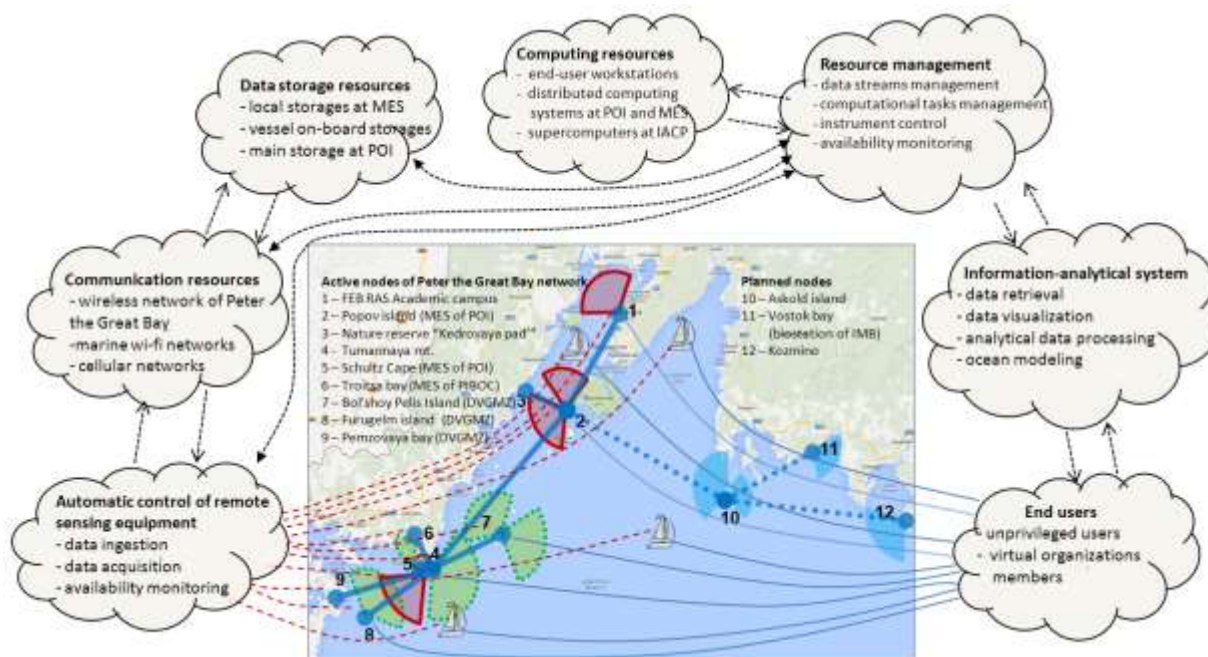 Data storage resources
- local storages at MES
- vessel on-board storages
- main storage at POI
Computing resources
- end-user workstations
- distributed computing
systems at POI and MES
- supercomputers at IACP
Resource management
- data streams management
- computational tasks management
- instrument control
- availability monitoring
Communication resources
- wireless network of Peter
the Great Bay
-marine wi-fi networks
- cellular networks
Information-analytical system
- data retrieval
- data visualization
- analytical data processing
- ocean modeling
Automatic control of remote
sensing equipment
- data ingestion
- data acquisition
- availability monitoring
End users
- unprivileged users
- virtual organizations
members
Active nodes of Peter the Great Bay network
1 – FEB RAS Academic campus
2 – Popov island (MES of POI)
3 – Nature reserve "Kedrovaya pad'"
4 – Tumannaya mt.
5 – Schultz Cape (MES of POI)
6 – Troitsa bay (MES of PIBOC)
7 – Bol'shoy Pelis Island (DVGMZ)
8 – Furugelm island (DVGMZ)
9 – Pemzovaya bay (DVGMZ)
Planned nodes
10 – Askold island
11 – Vostok bay
(biostation of IMB)
12 – Kozmino
1
3
2
11
10
12
7
6
4
5
9
8